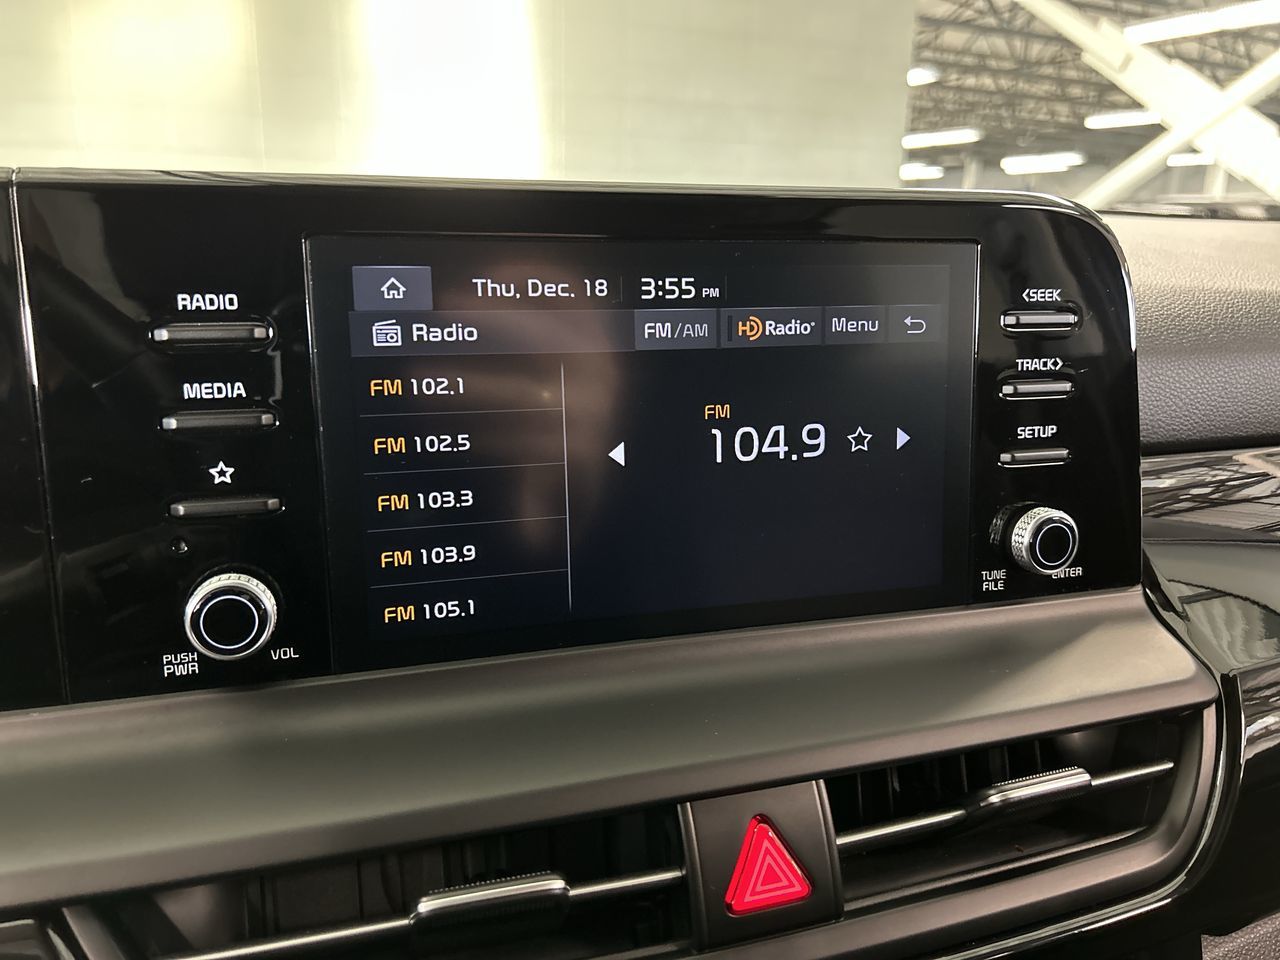 RADIO
MEDIA
PUSH
PWR
VOL
Thu, Dec. 18 3:55 PM
Radio FM/AM HD Radio® Menu
FM 102.1
FM 102.5
FM 103.3
FM 103.9
FM 105.1
FM
104.9
<SEEK
TRACK>
SETUP
TUNE
FILE
ENTER